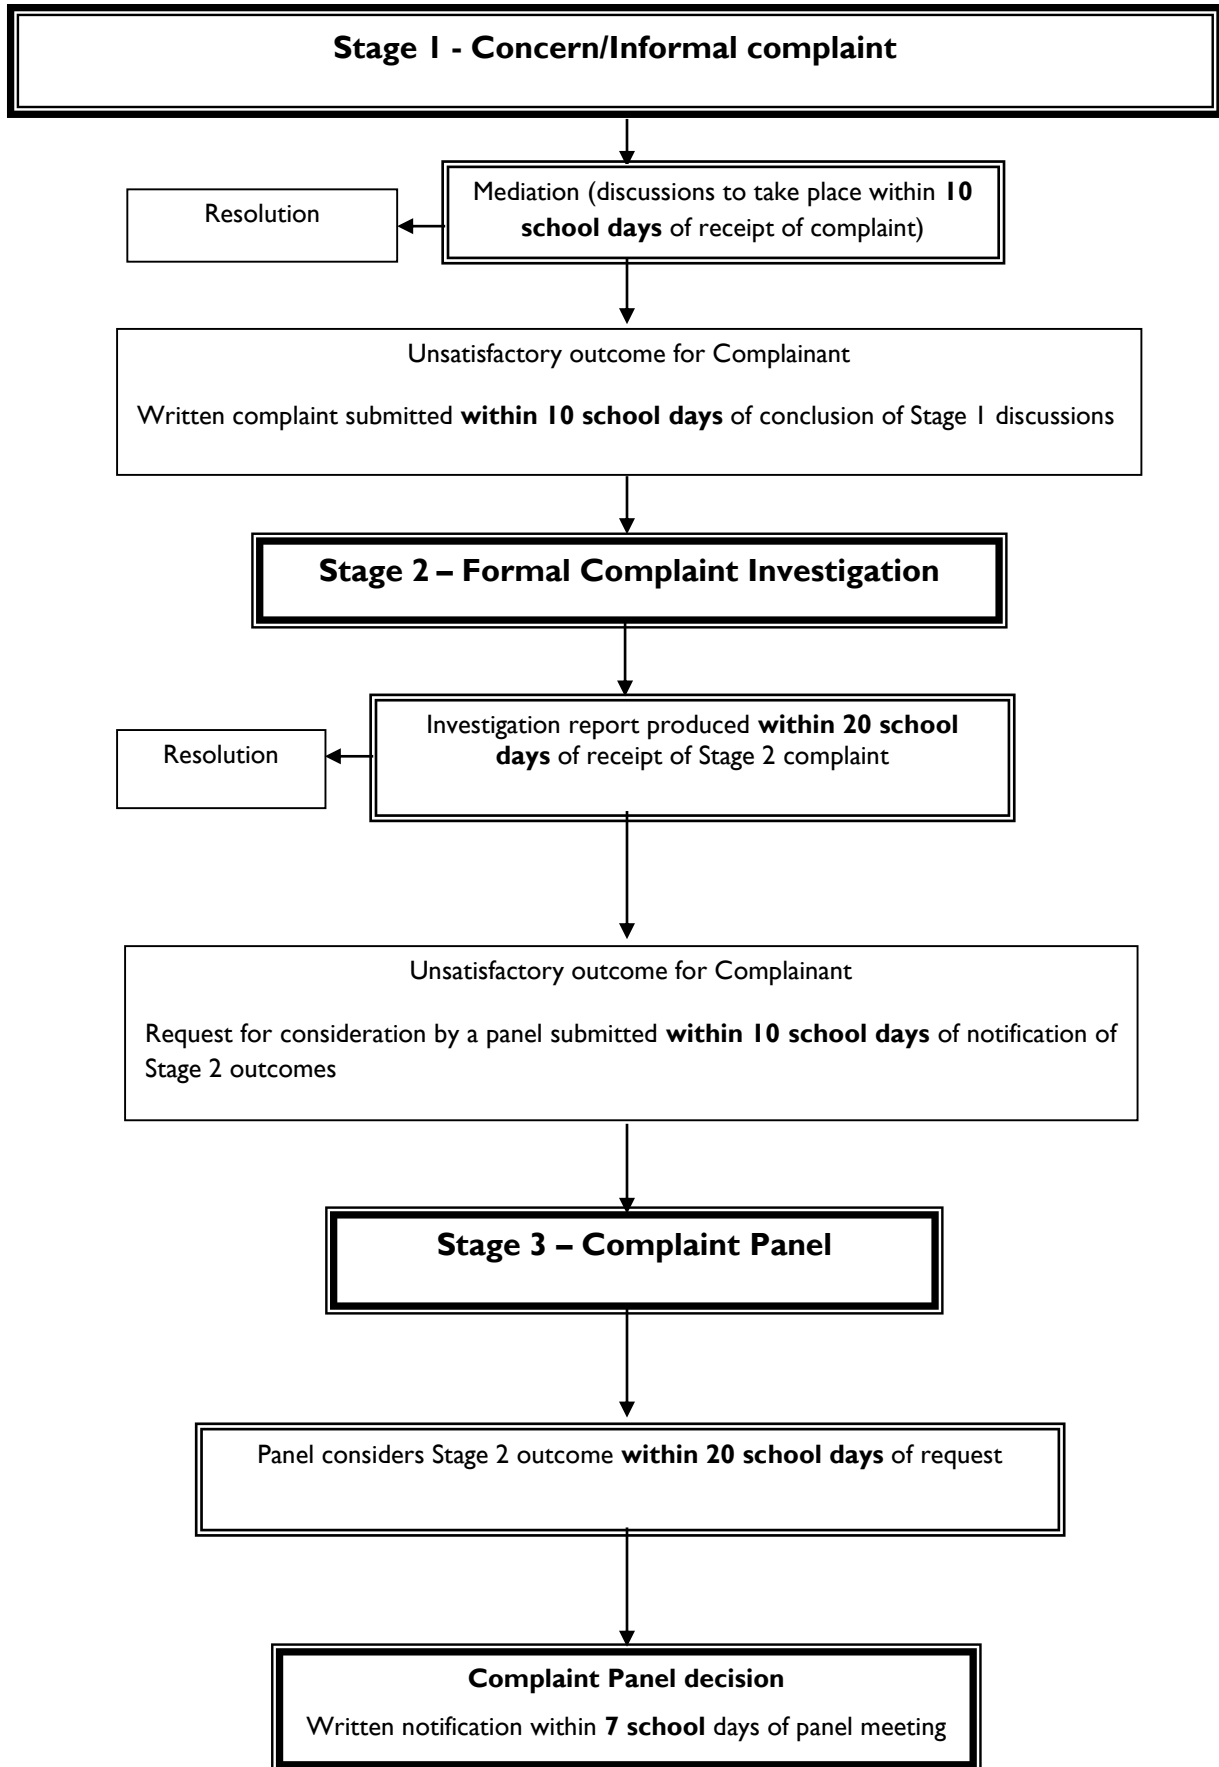 Stage 1 - Concern/Informal complaint
Mediation (discussions to take place within 10
school days of receipt of complaint)
Resolution
Unsatisfactory outcome for Complainant
Written complaint submitted within 10 school days of conclusion of Stage 1 discussions
Stage 2 – Formal Complaint Investigation
Investigation report produced within 20 school
days of receipt of Stage 2 complaint
Resolution
Unsatisfactory outcome for Complainant
Request for consideration by a panel submitted within 10 school days of notification of
Stage 2 outcomes
Stage 3 – Complaint Panel
Panel considers Stage 2 outcome within 20 school days of request
Complaint Panel decision
Written notification within 7 school days of panel meeting